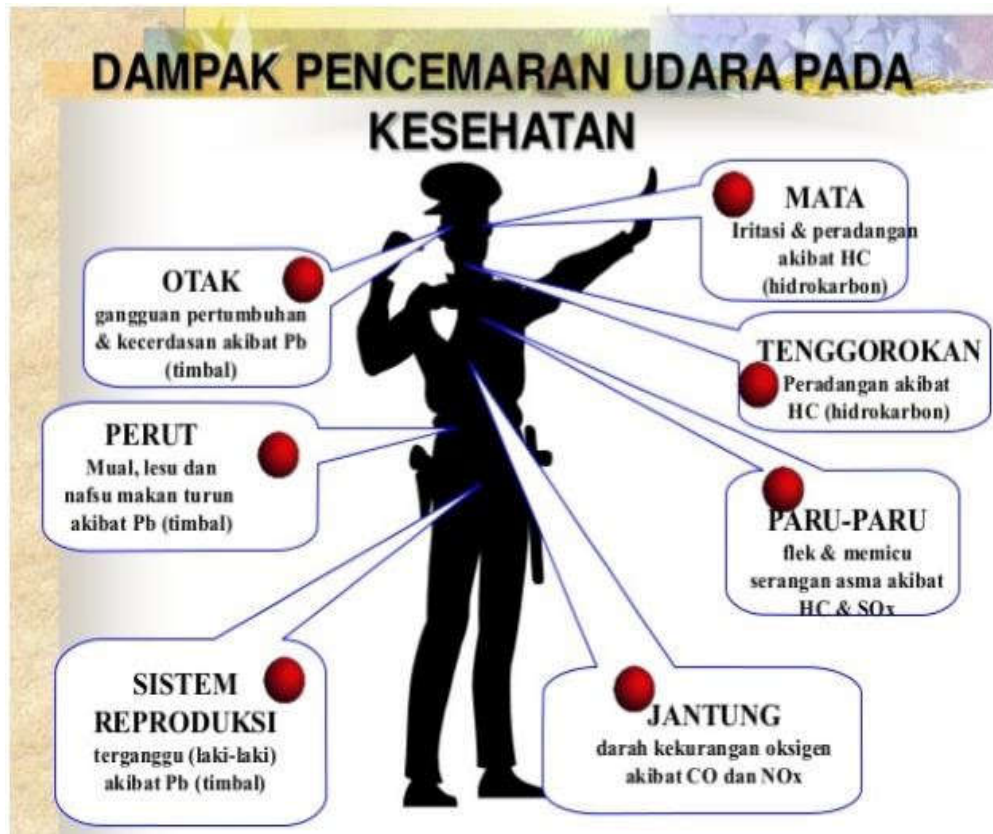 DAMPAK PENCEMARAN UDARA PADA
KESEHATAN
MATA
Iritasi & peradangan
akibat HC
(hidrokarbon)
OTAK
gangguan pertumbuhan
& kecerdasan akibat Pb
(timbal)
TENGGOROKAN
Peradangan akibat
HC (hidrokarbon)
PERUT
Mual, lesu dan
nafsu makan turun
akibat Pb (timbal)
PARU-PARU
flek & memicu
serangan asma akibat
HC & SOx
SISTEM
REPRODUKSI
terganggu (laki-laki)
akibat Pb (timbal)
JANTUNG
darah kekurangan oksigen
akibat CO dan NOx